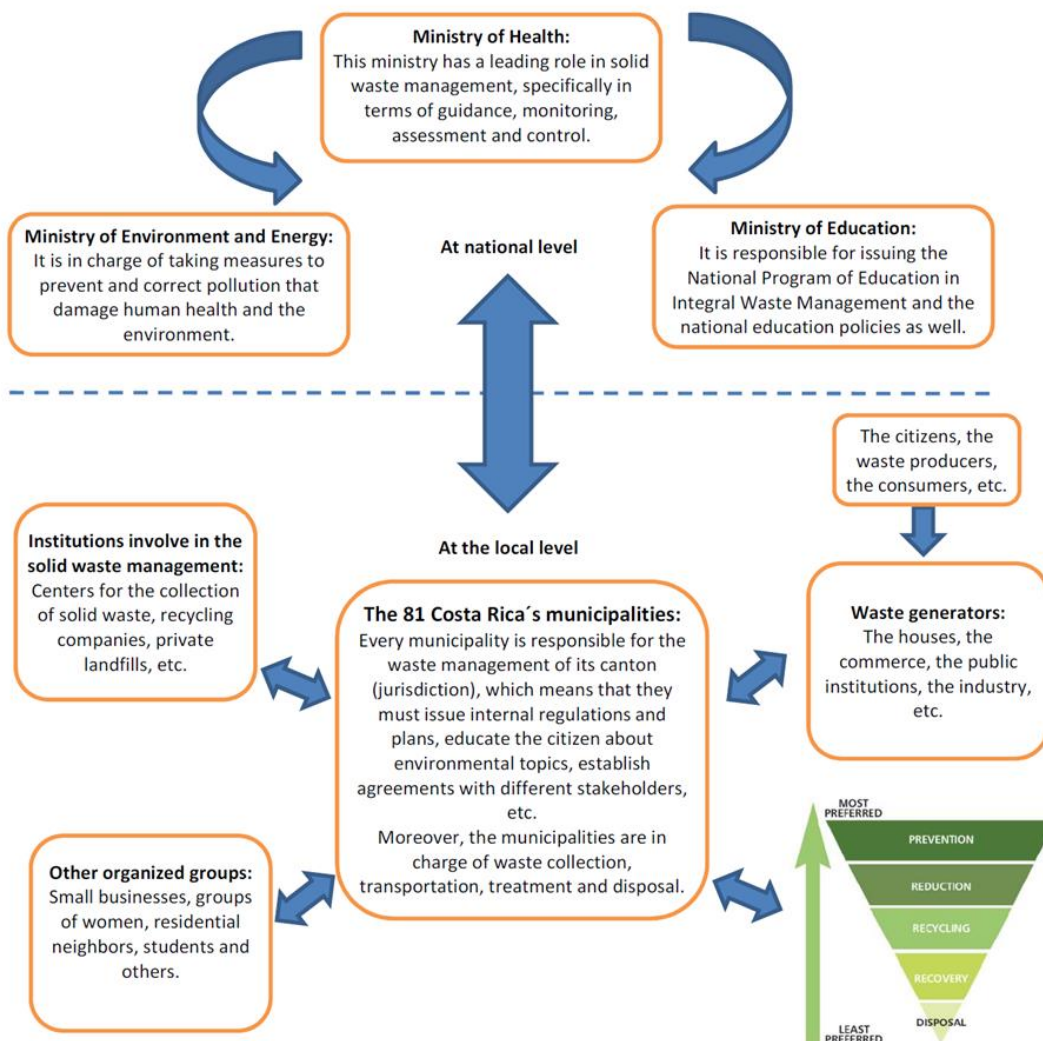 Ministry of Health:
This ministry has a leading role in solid
waste management, specifically in
terms of guidance, monitoring,
assessment and control.
Ministry of Environment and Energy:
It is in charge of taking measures to
prevent and correct pollution that
damage human health and the
environment.
At national level
Ministry of Education:
It is responsible for issuing the
National Program of Education in
Integral Waste Management and the
national education policies as well.
The citizens, the
waste producers,
the consumers, etc.
Institutions involve in the
solid waste management:
Centers for the collection
of solid waste, recycling
companies, private
landfills, etc.
At the local level
The 81 Costa Rica´s municipalities:
Every municipality is responsible for the
waste management of its canton
(jurisdiction), which means that they
must issue internal regulations and
plans, educate the citizen about
environmental topics, establish
agreements with different stakeholders,
etc.
Moreover, the municipalities are in
charge of waste collection,
transportation, treatment and disposal.
Waste generators:
The houses, the
commerce, the public
institutions, the industry,
etc.
Other organized groups:
Small businesses, groups
of women, residential
neighbors, students and
others.
MOST
PREFERRED
PREVENTION
REDUCTION
RECYCLING
RECOVERY
DISPOSAL
LEAST
PREFERRED